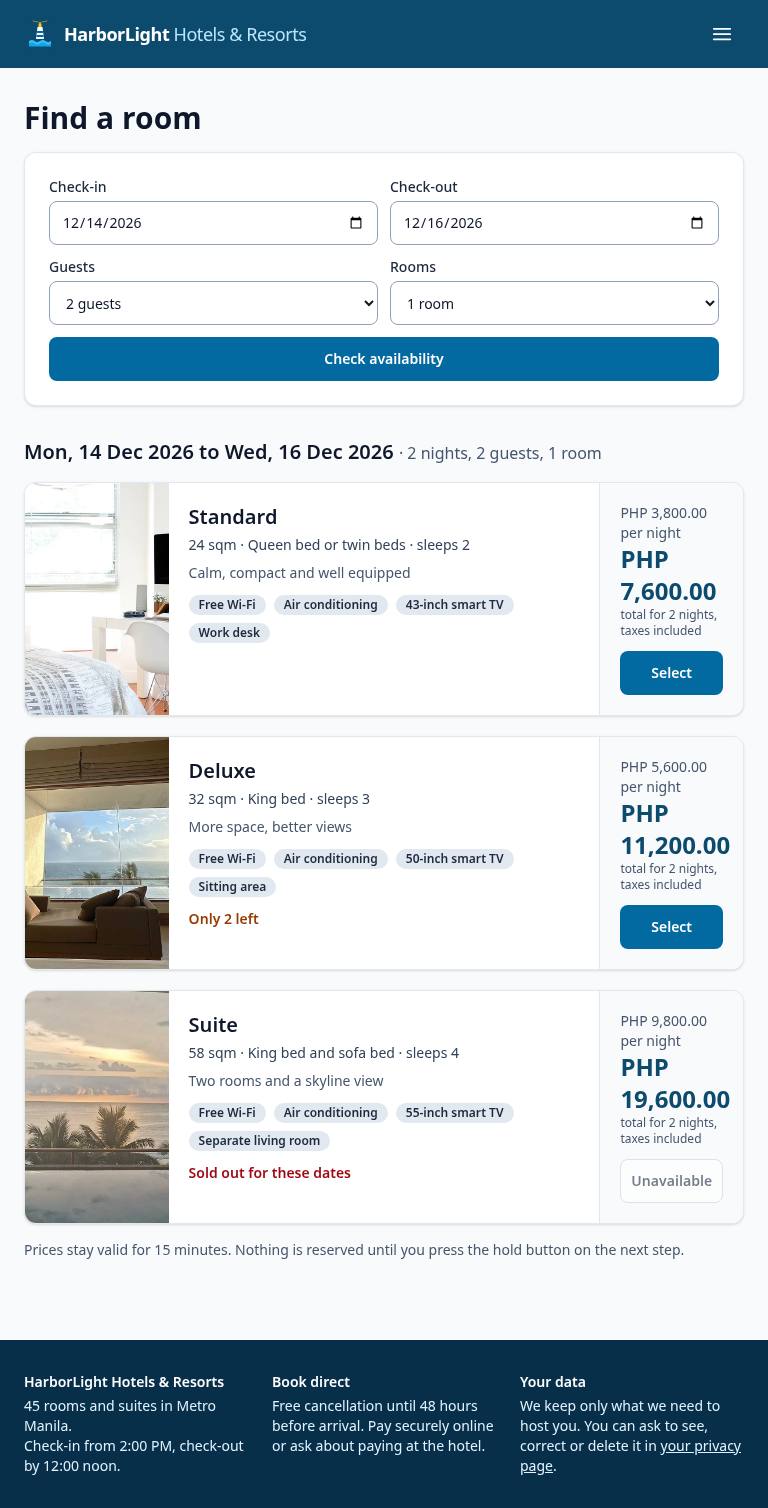 HarborLight Hotels & Resorts
Find a room
Check-in
Check-out
12/14/2026
12/16/2026
Guests
Rooms
2 guests
1 room
Check availability
Mon, 14 Dec 2026 to Wed, 16 Dec 2026 · 2 nights, 2 guests, 1 room
Standard
24 sqm · Queen bed or twin beds · sleeps 2
Calm, compact and well equipped
Free Wi-Fi
Air conditioning
43-inch smart TV
Work desk
PHP 3,800.00
per night
PHP
7,600.00
total for 2 nights,
taxes included
Select
Deluxe
32 sqm · King bed · sleeps 3
More space, better views
Free Wi-Fi
Air conditioning
50-inch smart TV
Sitting area
Only 2 left
PHP 5,600.00
per night
PHP
11,200.00
total for 2 nights,
taxes included
Select
Suite
58 sqm · King bed and sofa bed · sleeps 4
Two rooms and a skyline view
Free Wi-Fi
Air conditioning
55-inch smart TV
Separate living room
Sold out for these dates
PHP 9,800.00
per night
PHP
19,600.00
total for 2 nights,
taxes included
Unavailable
Prices stay valid for 15 minutes. Nothing is reserved until you press the hold button on the next step.
HarborLight Hotels & Resorts
45 rooms and suites in Metro
Manila.
Check-in from 2:00 PM, check-out
by 12:00 noon.
Book direct
Free cancellation until 48 hours
before arrival. Pay securely online
or ask about paying at the hotel.
Your data
We keep only what we need to
host you. You can ask to see,
correct or delete it in your privacy
page.